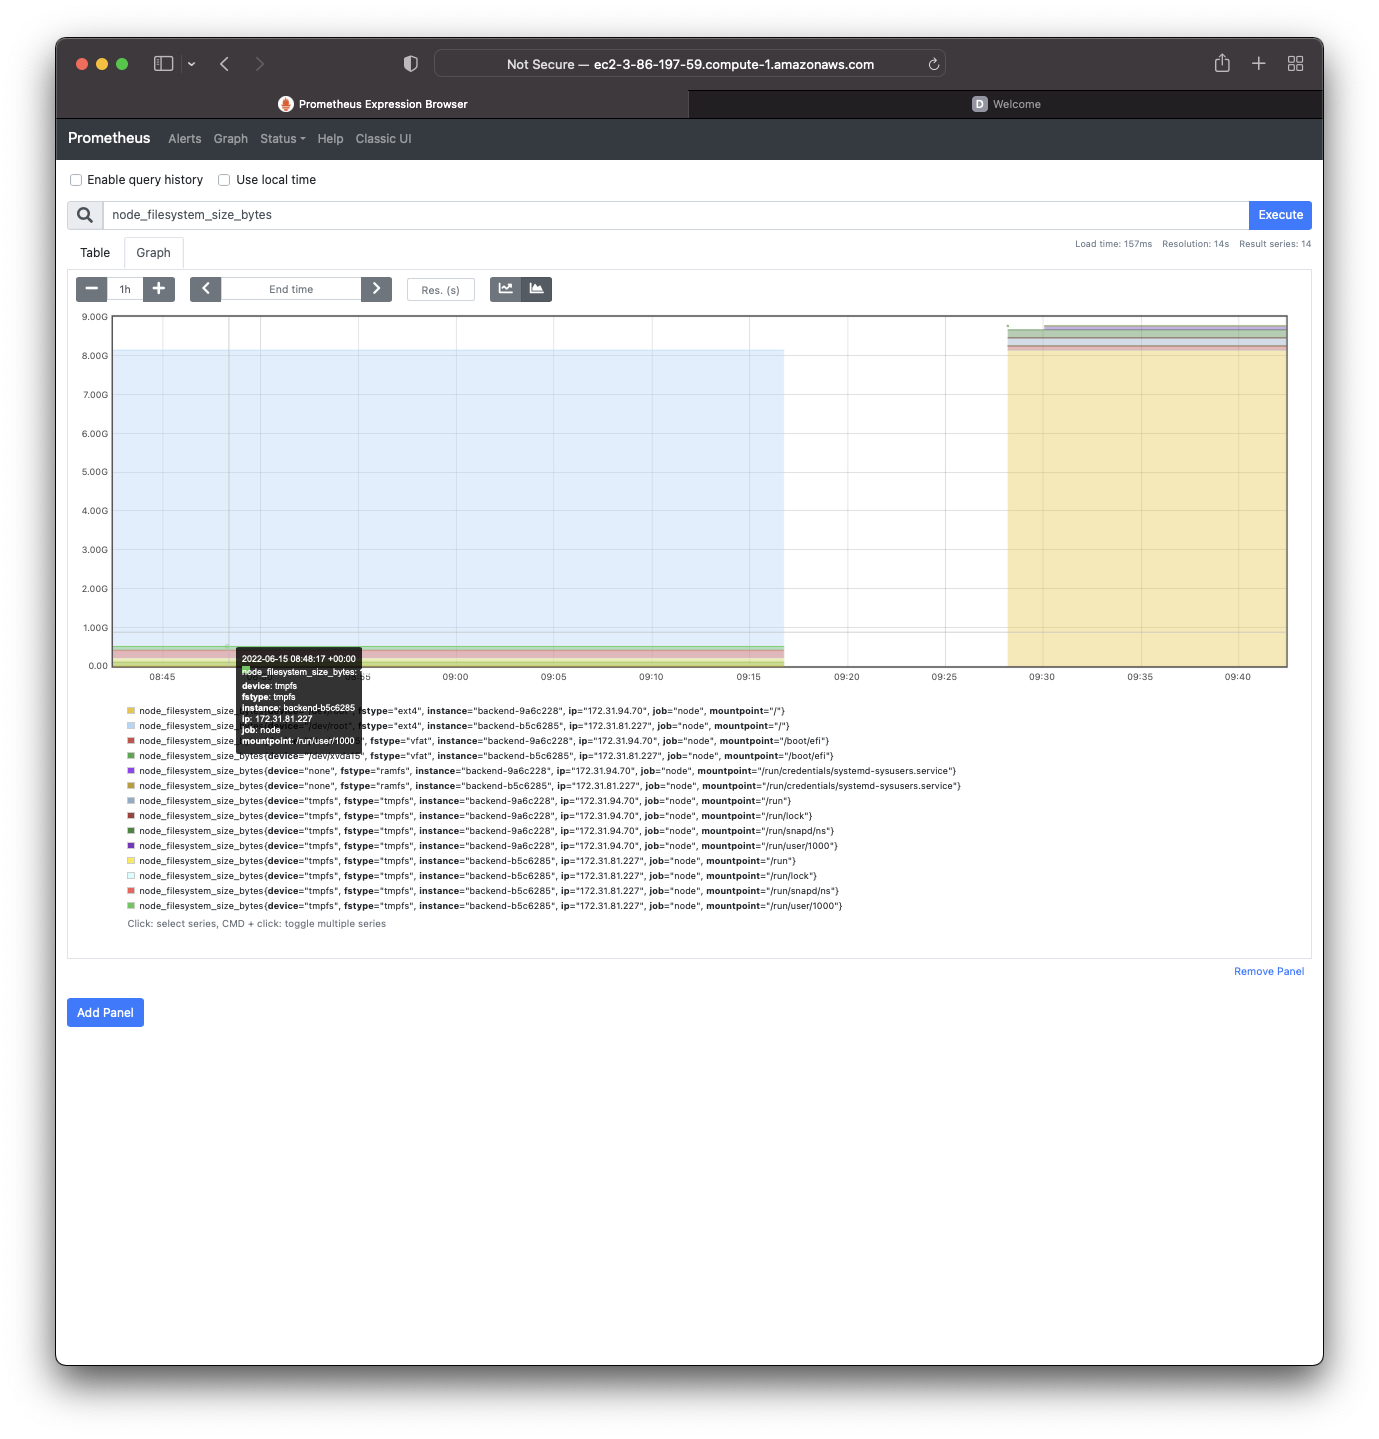 Not Secure — ec2-3-86-197-59.compute-1.amazonaws.com
Prometheus Expression Browser
D Welcome
Prometheus Alerts Graph Status Help Classic UI
Enable query history Use local time
node_filesystem_size_bytes Execute
Table Graph Load time: 157ms Resolution: 14s Result series: 14
1h End time Res. (s)
9.00G
8.00G
7.00G
6.00G
5.00G
4.00G
3.00G
2.00G
1.00G
0.00
08:45 :55 09:00 09:05 09:10 09:15 09:20 09:25 09:30 09:35 09:40
2022-06-15 08:48:17 +00:00
node_filesystem_size_bytes:
device: tmpfs
fstype: tmpfs
instance: backend-b5c6285
ip: 172.31.81.227
job: node
mountpoint: /run/user/1000
node_filesystem_size_ fstype="ext4", instance="backend-9a6c228", ip="172.31.94.70", job="node", mountpoint="/"}
node_filesystem_size_ /dev/root", fstype="ext4", instance="backend-b5c6285", ip="172.31.81.227", job="node", mountpoint="/"}
node_filesystem_size_ fstype="vfat", instance="backend-9a6c228", ip="172.31.94.70", job="node", mountpoint="/boot/efi"}
node_filesystem_size_bytes{device="/dev/xvda15", fstype="vfat", instance="backend-b5c6285", ip="172.31.81.227", job="node", mountpoint="/boot/efi"}
node_filesystem_size_bytes{device="none", fstype="ramfs", instance="backend-9a6c228", ip="172.31.94.70", job="node", mountpoint="/run/credentials/systemd-sysusers.service"}
node_filesystem_size_bytes{device="none", fstype="ramfs", instance="backend-b5c6285", ip="172.31.81.227", job="node", mountpoint="/run/credentials/systemd-sysusers.service"}
node_filesystem_size_bytes{device="tmpfs", fstype="tmpfs", instance="backend-9a6c228", ip="172.31.94.70", job="node", mountpoint="/run"}
node_filesystem_size_bytes{device="tmpfs", fstype="tmpfs", instance="backend-9a6c228", ip="172.31.94.70", job="node", mountpoint="/run/lock"}
node_filesystem_size_bytes{device="tmpfs", fstype="tmpfs", instance="backend-9a6c228", ip="172.31.94.70", job="node", mountpoint="/run/snapd/ns"}
node_filesystem_size_bytes{device="tmpfs", fstype="tmpfs", instance="backend-9a6c228", ip="172.31.94.70", job="node", mountpoint="/run/user/1000"}
node_filesystem_size_bytes{device="tmpfs", fstype="tmpfs", instance="backend-b5c6285", ip="172.31.81.227", job="node", mountpoint="/run"}
node_filesystem_size_bytes{device="tmpfs", fstype="tmpfs", instance="backend-b5c6285", ip="172.31.81.227", job="node", mountpoint="/run/lock"}
node_filesystem_size_bytes{device="tmpfs", fstype="tmpfs", instance="backend-b5c6285", ip="172.31.81.227", job="node", mountpoint="/run/snapd/ns"}
node_filesystem_size_bytes{device="tmpfs", fstype="tmpfs", instance="backend-b5c6285", ip="172.31.81.227", job="node", mountpoint="/run/user/1000"}
Click: select series, CMD + click: toggle multiple series
Remove Panel
Add Panel